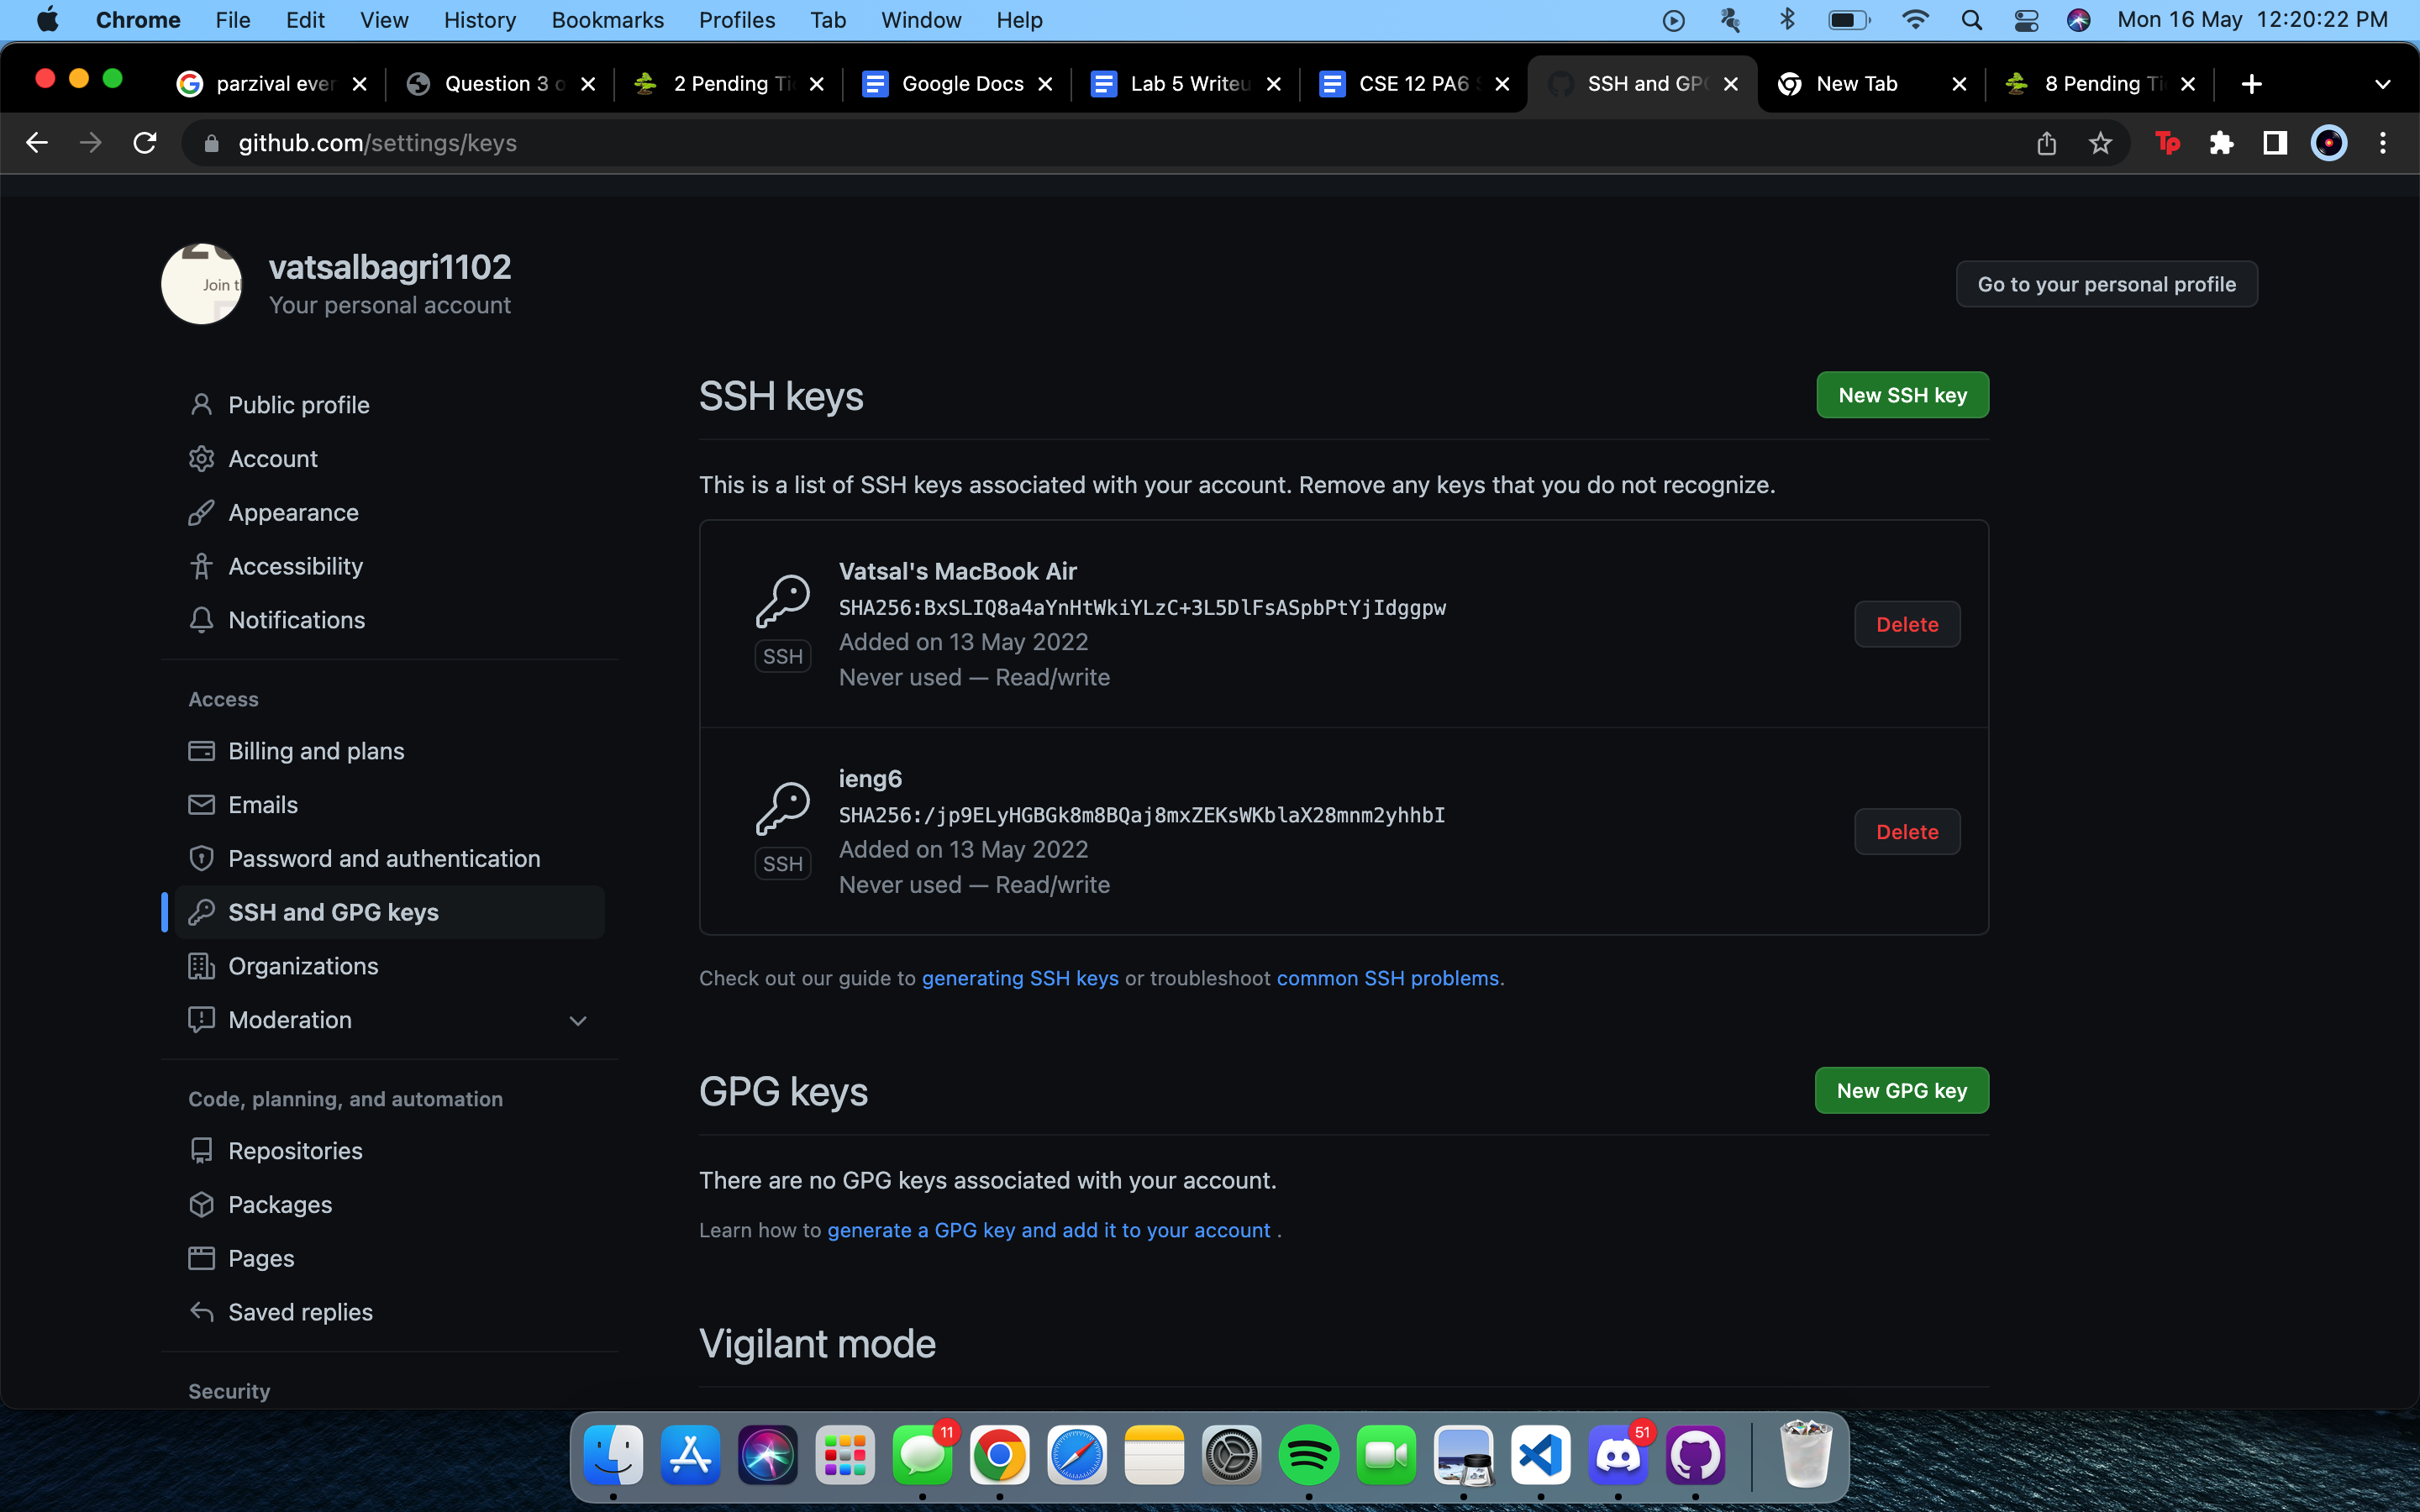 Chrome File Edit View History Bookmarks Profiles Tab Window Help Mon 16 May 12:20:22 PM
parzival ever Question 3 o 2 Pending Ti Google Docs Lab 5 Writeu CSE 12 PA6 S SSH and GPG New Tab 8 Pending Ti
github.com/settings/keys Tp
Join th
vatsalbagri1102
Your personal account
Go to your personal profile
Public profile
Account
Appearance
Accessibility
Notifications
Access
Billing and plans
Emails
Password and authentication
SSH and GPG keys
Organizations
Moderation
Code, planning, and automation
Repositories
Packages
Pages
Saved replies
Security
SSH keys
New SSH key
This is a list of SSH keys associated with your account. Remove any keys that you do not recognize.
Vatsal's MacBook Air
SHA256:BxSLIQ8a4aYnHtWkiYLzC+3L5DlFsASpbPtYjIdggpw
Added on 13 May 2022
Never used — Read/write
SSH
Delete
ieng6
SHA256:/jp9ELyHGBGk8m8BQaj8mxZEKsWKblaX28mnm2yhhbI
Added on 13 May 2022
Never used — Read/write
SSH
Delete
Check out our guide to generating SSH keys or troubleshoot common SSH problems.
GPG keys
New GPG key
There are no GPG keys associated with your account.
Learn how to generate a GPG key and add it to your account .
Vigilant mode
11
51